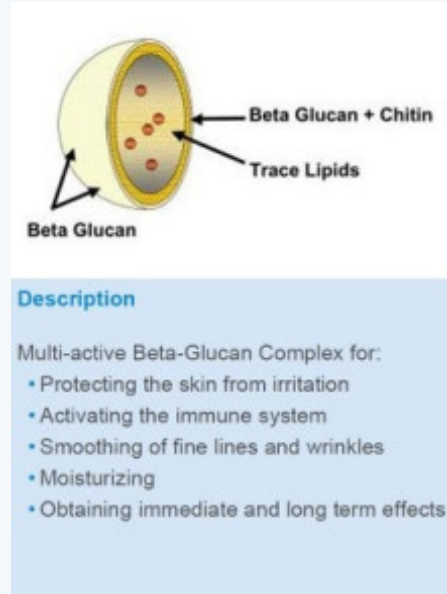 Beta Glucan + Chitin
Trace Lipids
Beta Glucan
Description
Multi-active Beta-Glucan Complex for:
• Protecting the skin from irritation
• Activating the immune system
• Smoothing of fine lines and wrinkles
• Moisturizing
• Obtaining immediate and long term effects